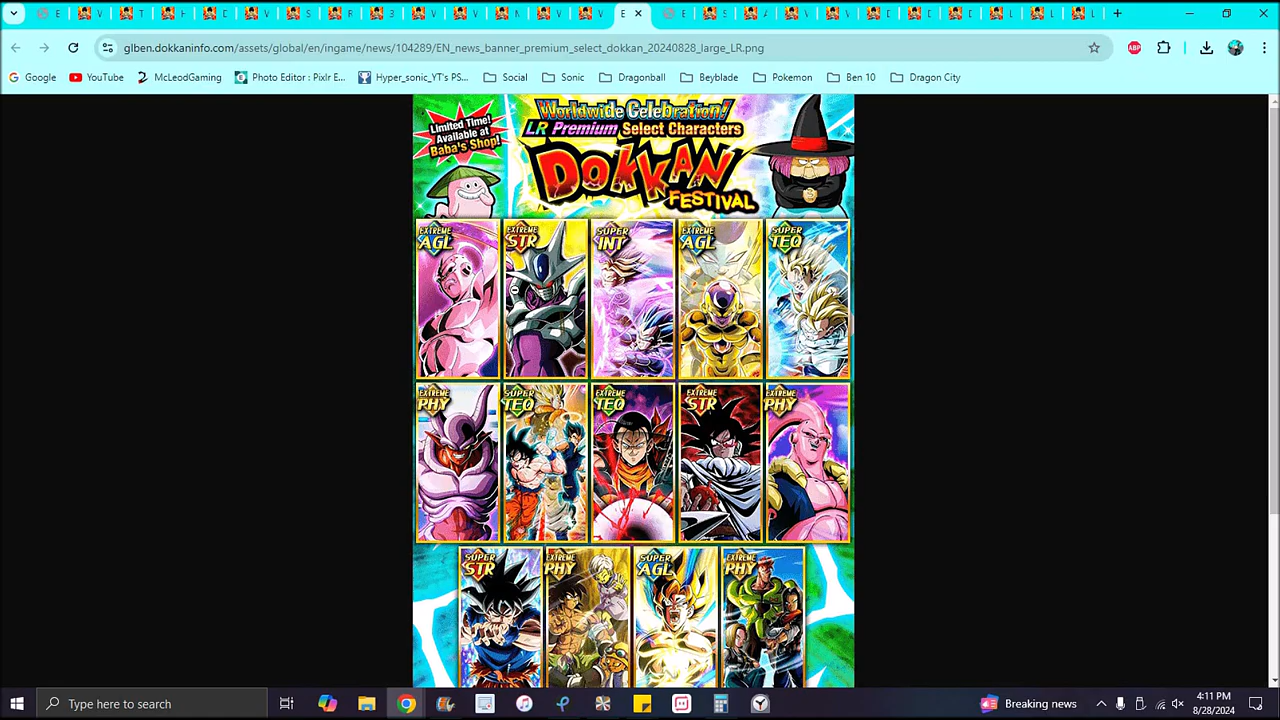 glben.dokkaninfo.com/assets/global/en/ingame/news/104289/EN_news_banner_premium_select_dokkan_20240828_large_LR.png
ABP
Google
YouTube
McLeodGaming
Photo Editor : Pixlr E...
Hyper_sonic_YT's PS...
Social
Sonic
Dragonball
Beyblade
Pokemon
Ben 10
Dragon City
Limited Time!
Available at
Baba's Shop!
Worldwide Celebration!
LR Premium Select Characters
DOKKAN
FESTIVAL
EXTREME AGL
EXTREME STR
SUPER INT
EXTREME AGL
SUPER TEQ
EXTREME PHY
SUPER TEQ
EXTREME TEQ
EXTREME STR
EXTREME PHY
SUPER STR
EXTREME PHY
SUPER AGL
EXTREME PHY
Type here to search
Breaking news
4:11 PM
8/28/2024